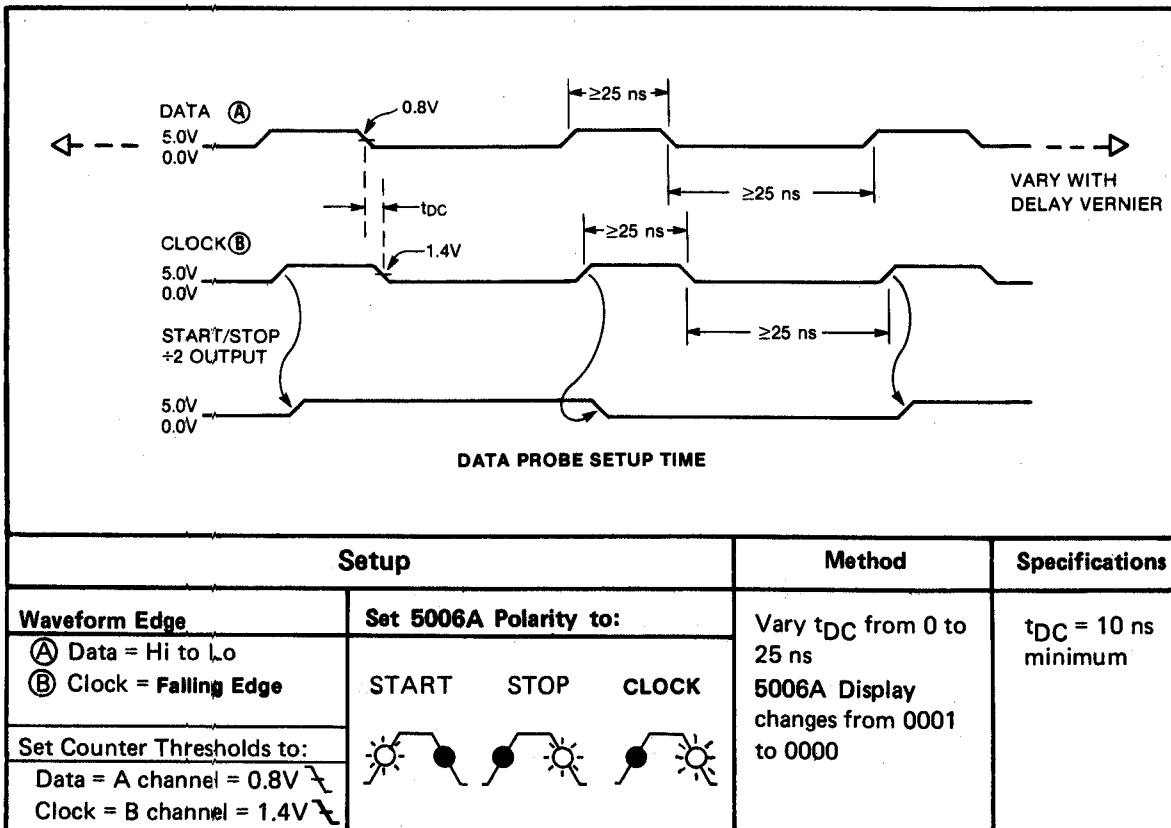 DATA Ⓐ
0.8V
≥25 ns
5.0V
0.0V
≥25 ns
VARY WITH
DELAY VERNIER
tDC
CLOCK Ⓑ
1.4V
≥25 ns
5.0V
0.0V
START/STOP
÷2 OUTPUT
≥25 ns
5.0V
0.0V
DATA PROBE SETUP TIME
Setup
Method
Specifications
Waveform Edge
Ⓐ Data = Hi to Lo
Ⓑ Clock = Falling Edge
Set Counter Thresholds to:
Data = A channel = 0.8V
Clock = B channel = 1.4V
Set 5006A Polarity to:
START STOP CLOCK
Vary tDC from 0 to
25 ns
5006A Display
changes from 0001
to 0000
tDC = 10 ns
minimum